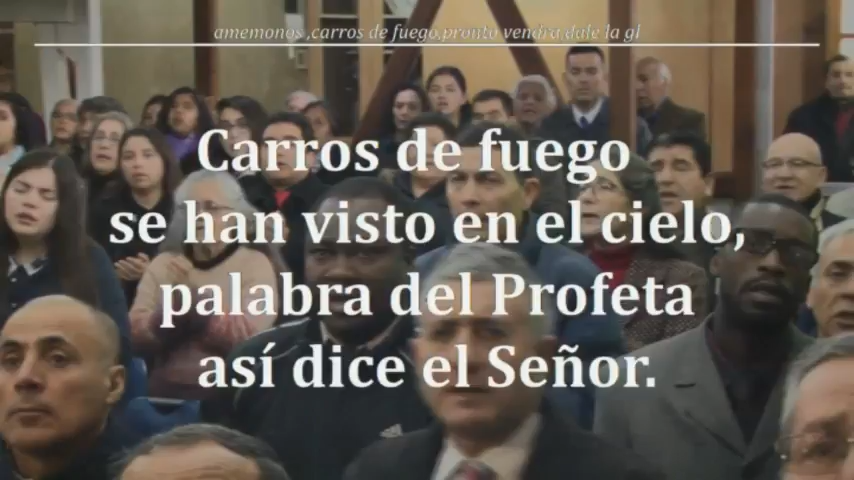 amemonos ,carros de fuego,pronto vendra,dale la gl
Carros de fuego
se han visto en el cielo,
palabra del Profeta
así dice el Señor.